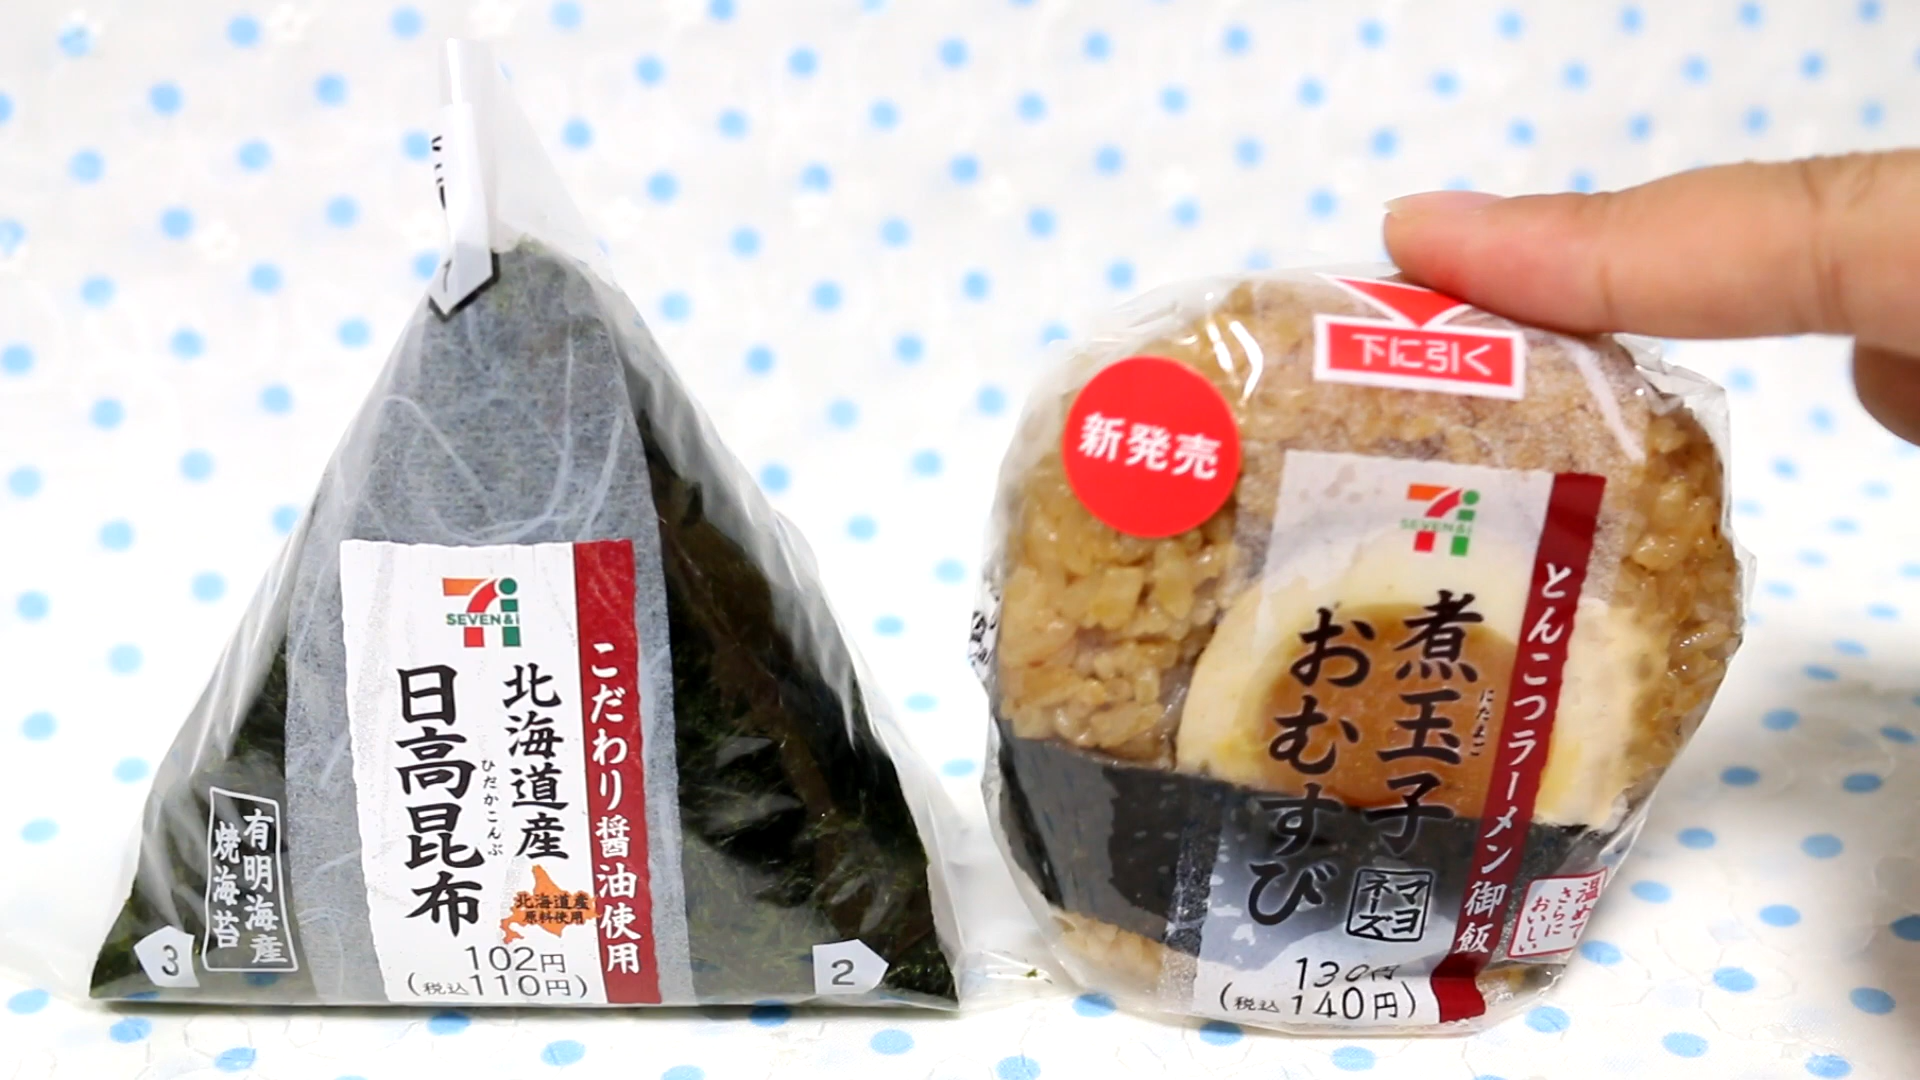 SEVEN&i
こだわり醤油使用
北海道産
日高昆布
ひだかこんぶ
北海道産
原料使用
102円
(税込110円)
有明海産
焼海苔
3
2
下に引く
新発売
SEVEN&i
とんこつラーメン御飯
煮玉子
にたまご
おむすび
マヨ
ネーズ
温めて
さらに
おいしい
130円
(税込140円)